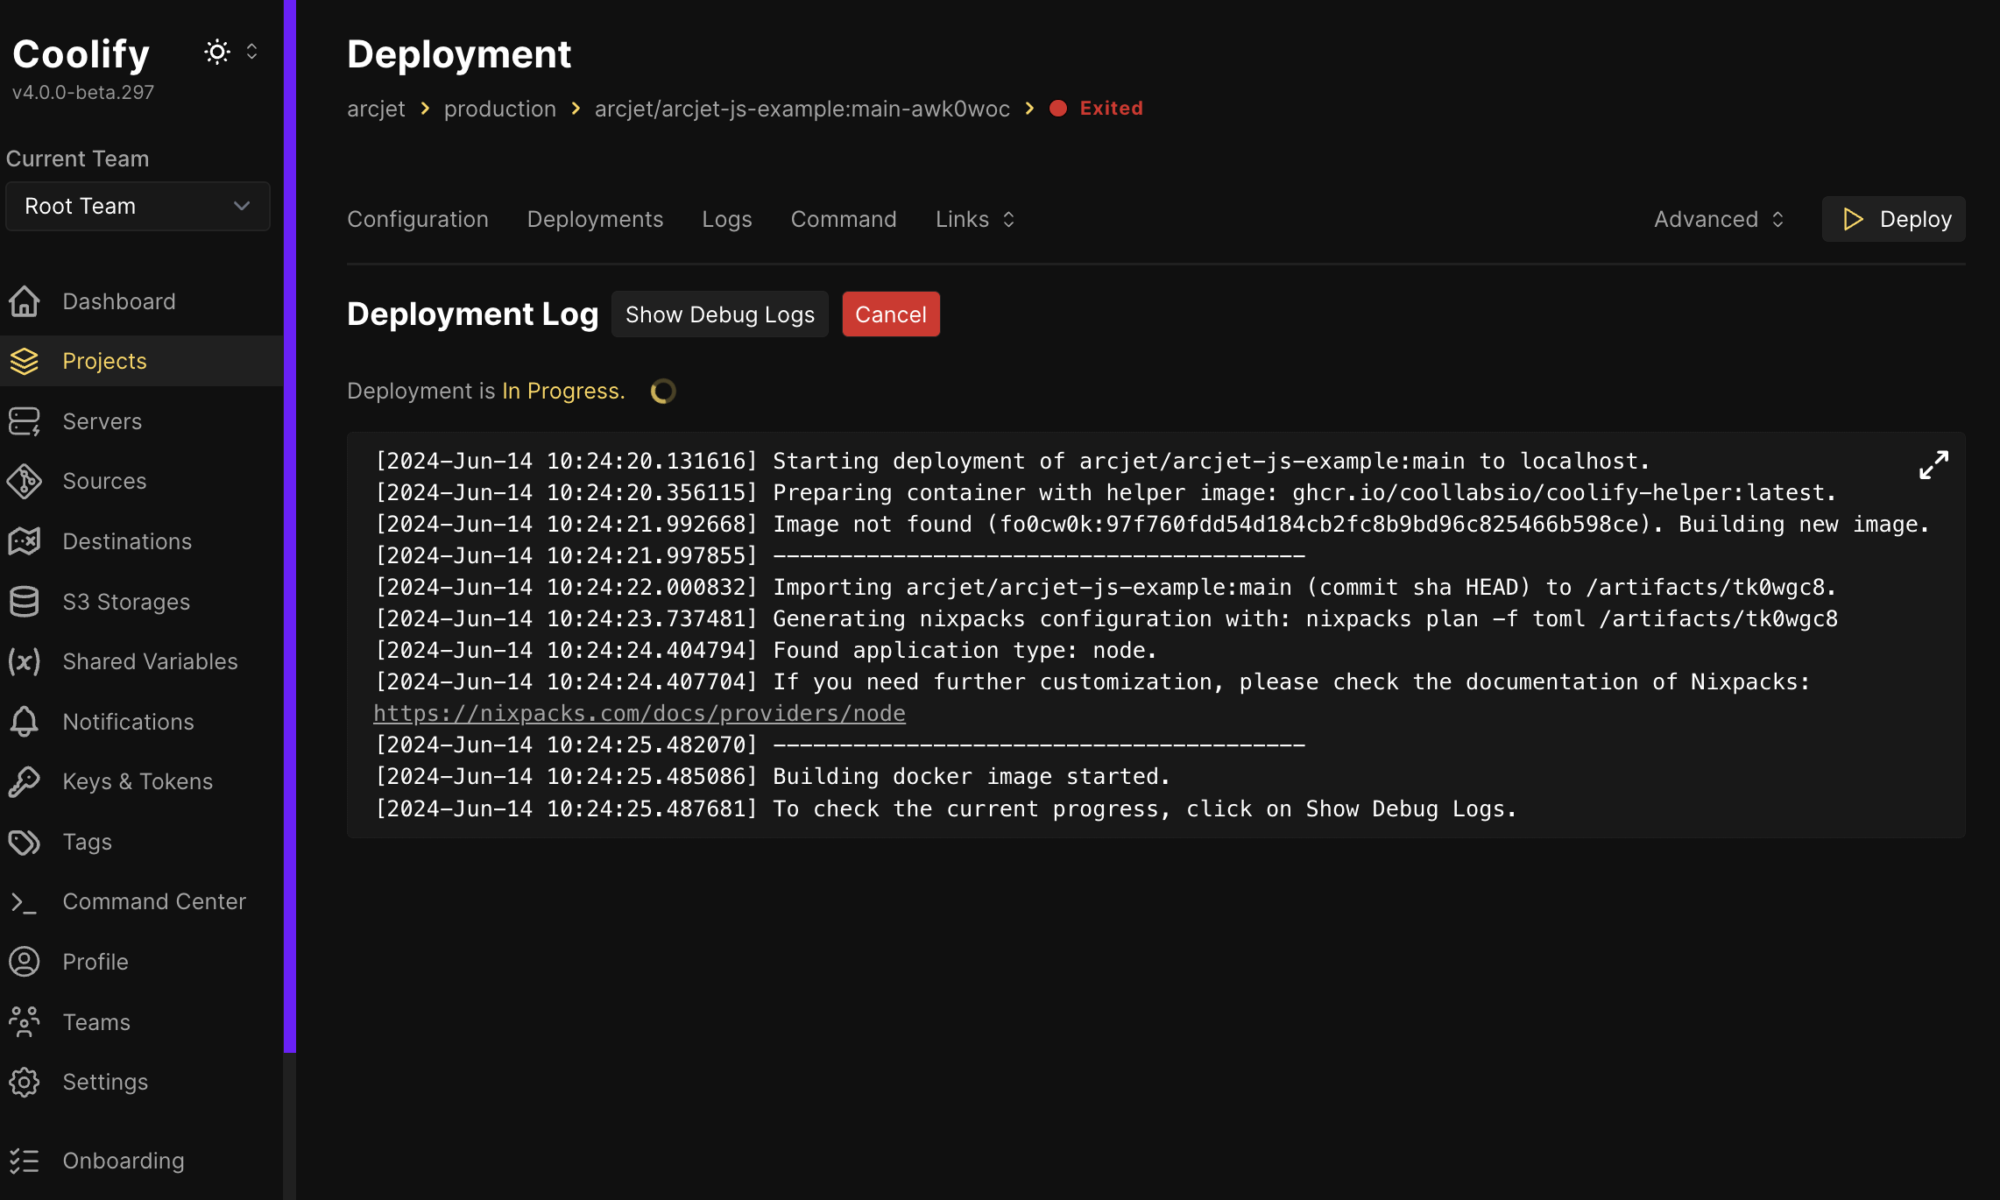 Coolify
v4.0.0-beta.297
Current Team
Root Team
Dashboard
Projects
Servers
Sources
Destinations
S3 Storages
Shared Variables
Notifications
Keys & Tokens
Tags
Command Center
Profile
Teams
Settings
Onboarding
Deployment
arcjet > production > arcjet/arcjet-js-example:main-awk0woc > Exited
Configuration Deployments Logs Command Links Advanced Deploy
Deployment Log Show Debug Logs Cancel
Deployment is In Progress.
[2024-Jun-14 10:24:20.131616] Starting deployment of arcjet/arcjet-js-example:main to localhost.
[2024-Jun-14 10:24:20.356115] Preparing container with helper image: ghcr.io/coollabsio/coolify-helper:latest.
[2024-Jun-14 10:24:21.992668] Image not found (fo0cw0k:97f760fdd54d184cb2fc8b9bd96c825466b598ce). Building new image.
[2024-Jun-14 10:24:21.997855] ----------------------------------------
[2024-Jun-14 10:24:22.000832] Importing arcjet/arcjet-js-example:main (commit sha HEAD) to /artifacts/tk0wgc8.
[2024-Jun-14 10:24:23.737481] Generating nixpacks configuration with: nixpacks plan -f toml /artifacts/tk0wgc8
[2024-Jun-14 10:24:24.404794] Found application type: node.
[2024-Jun-14 10:24:24.407704] If you need further customization, please check the documentation of Nixpacks:
https://nixpacks.com/docs/providers/node
[2024-Jun-14 10:24:25.482070] ----------------------------------------
[2024-Jun-14 10:24:25.485086] Building docker image started.
[2024-Jun-14 10:24:25.487681] To check the current progress, click on Show Debug Logs.